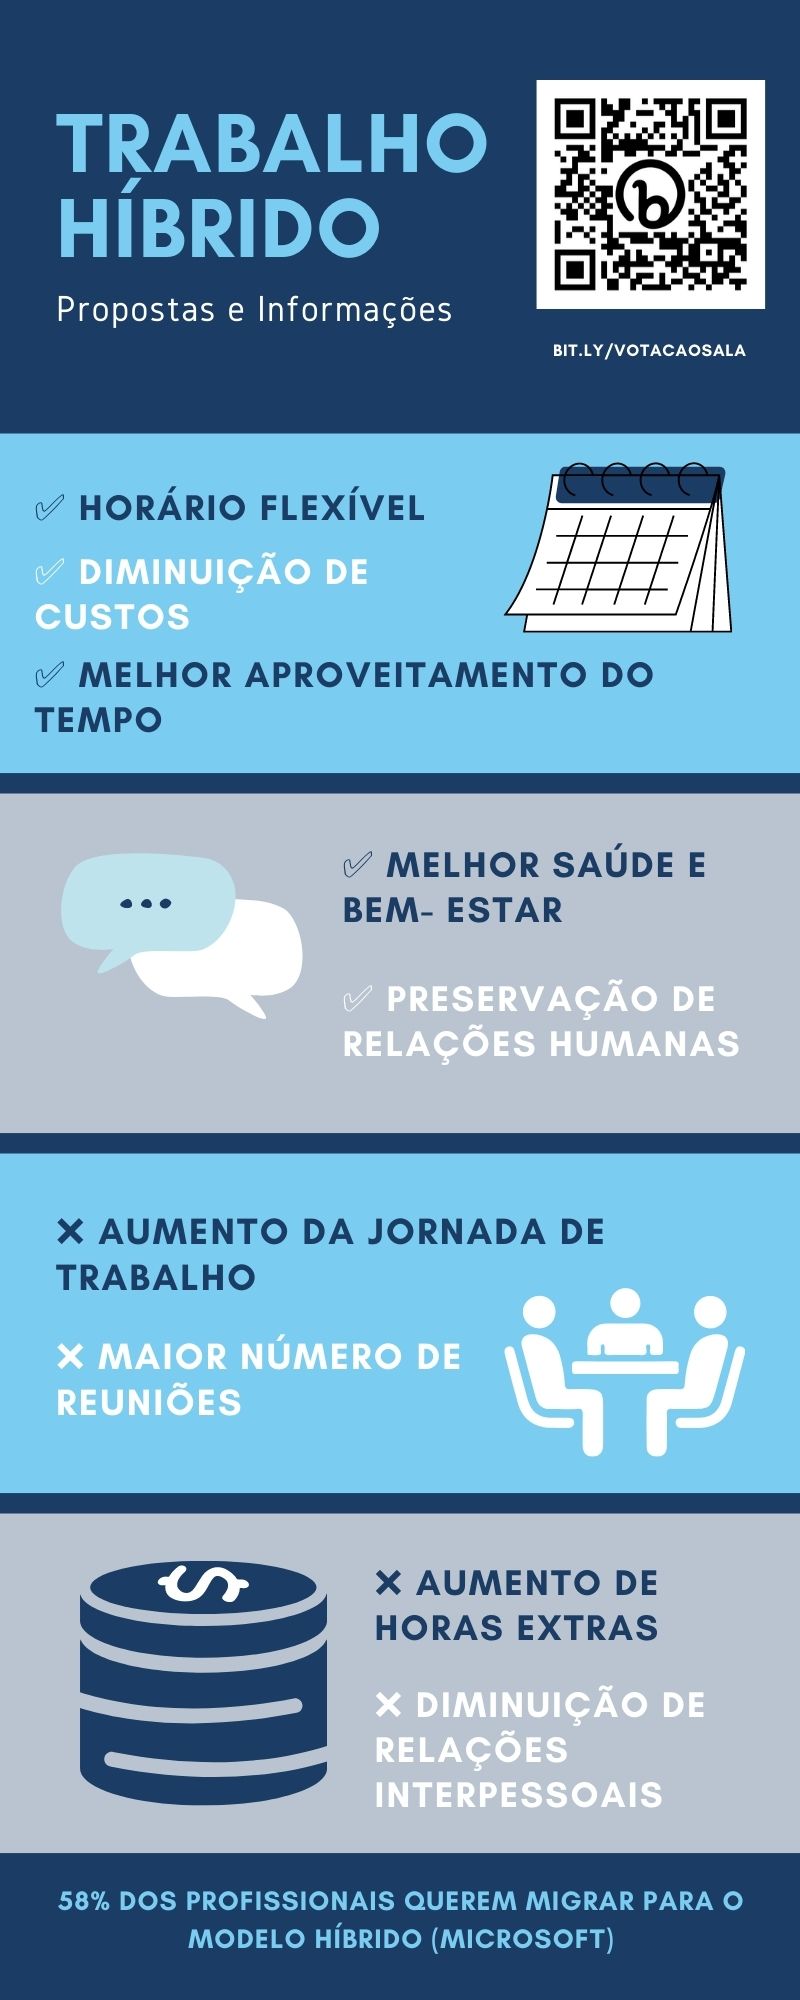 TRABALHO
HÍBRIDO
Propostas e Informações
b
BIT.LY/VOTACAOSALA
✅ HORÁRIO FLEXÍVEL
✅ DIMINUIÇÃO DE
CUSTOS
✅ MELHOR APROVEITAMENTO DO
TEMPO
✅ MELHOR SAÚDE E
BEM- ESTAR
✅ PRESERVAÇÃO DE
RELAÇÕES HUMANAS
❌ AUMENTO DA JORNADA DE
TRABALHO
❌ MAIOR NÚMERO DE
REUNIÕES
$
❌ AUMENTO DE
HORAS EXTRAS
❌ DIMINUIÇÃO DE
RELAÇÕES
INTERPESSOAIS
58% DOS PROFISSIONAIS QUEREM MIGRAR PARA O
MODELO HÍBRIDO (MICROSOFT)